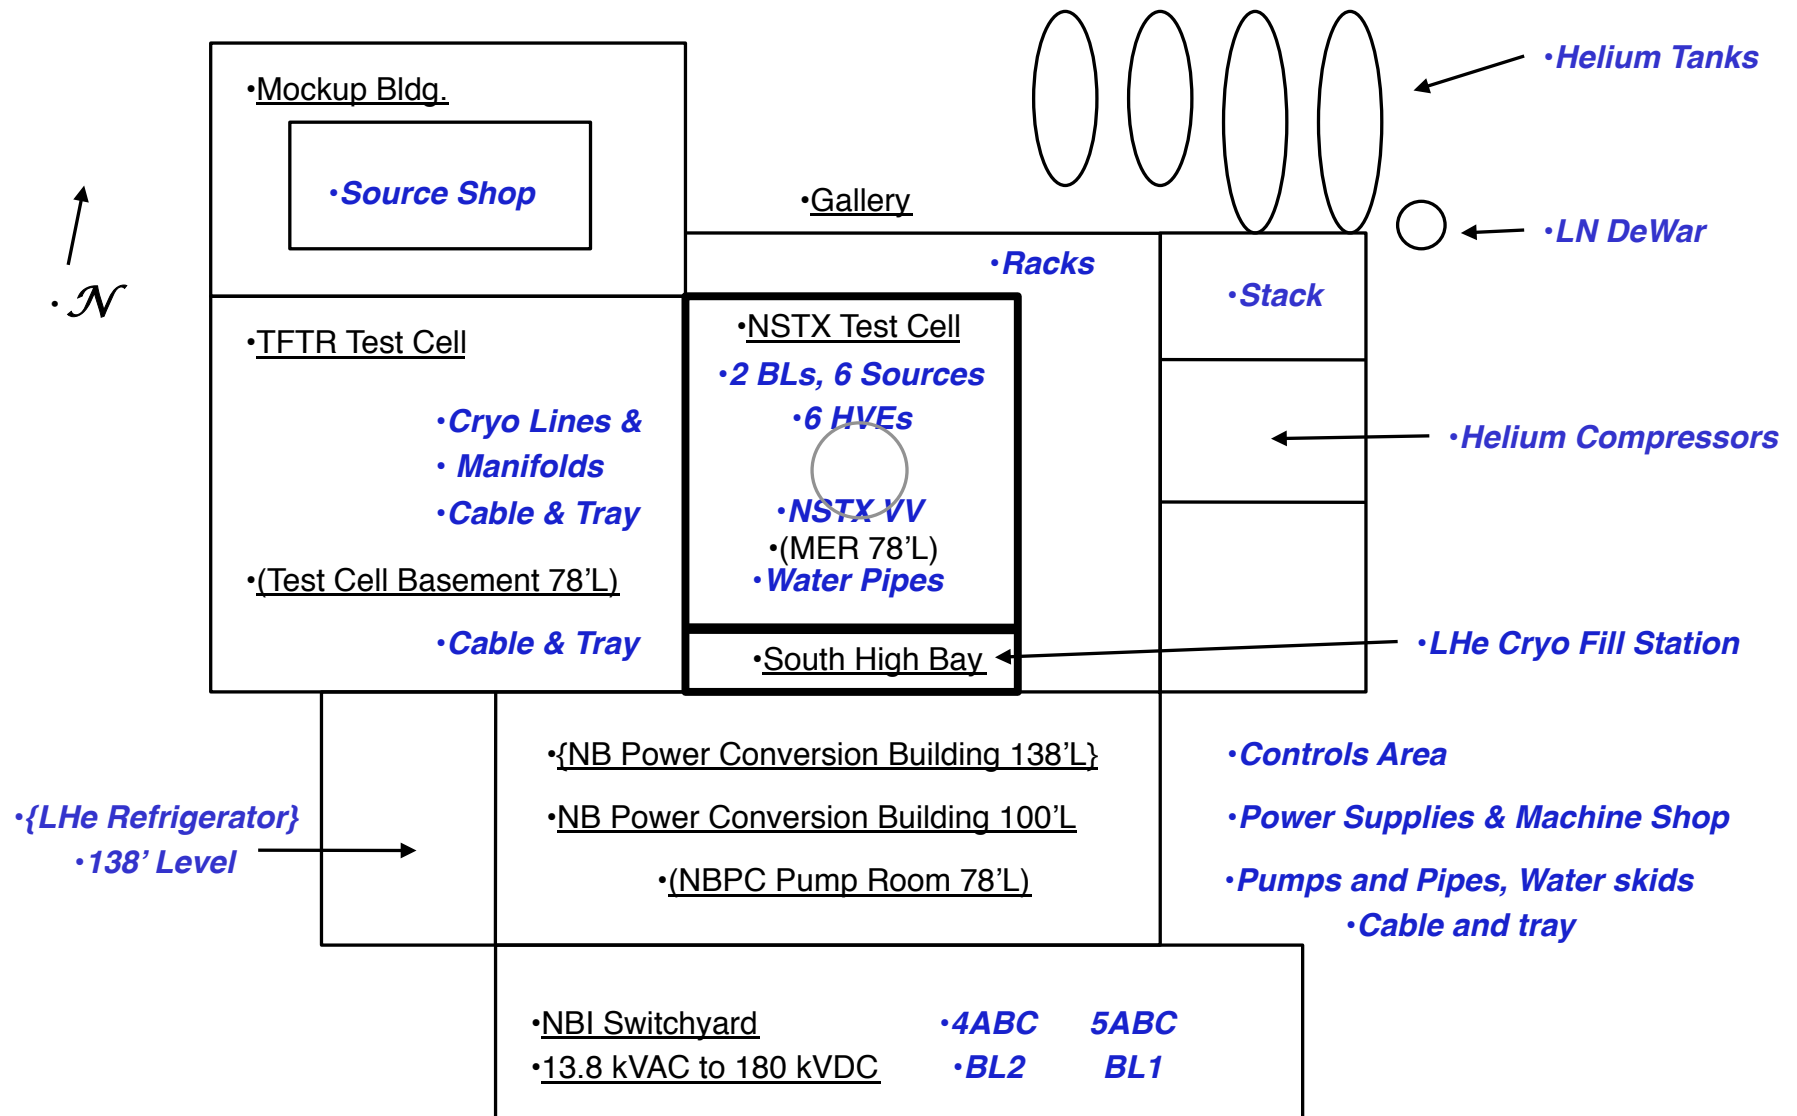 •Mockup Bldg.
•Source Shop
•Helium Tanks
•Gallery
•LN DeWar
•Racks
•Stack
• N
•TFTR Test Cell
•NSTX Test Cell
•2 BLs, 6 Sources
•6 HVEs
•Cryo Lines &
• Manifolds
•Cable & Tray
•NSTX VV
•(MER 78’L)
•Water Pipes
•Helium Compressors
•(Test Cell Basement 78’L)
•Cable & Tray
•South High Bay
•LHe Cryo Fill Station
•{NB Power Conversion Building 138’L}
•Controls Area
•{LHe Refrigerator}
•138’ Level
•NB Power Conversion Building 100’L
•Power Supplies & Machine Shop
•(NBPC Pump Room 78’L)
•Pumps and Pipes, Water skids
•Cable and tray
•NBI Switchyard
•4ABC 5ABC
•13.8 kVAC to 180 kVDC
•BL2 BL1